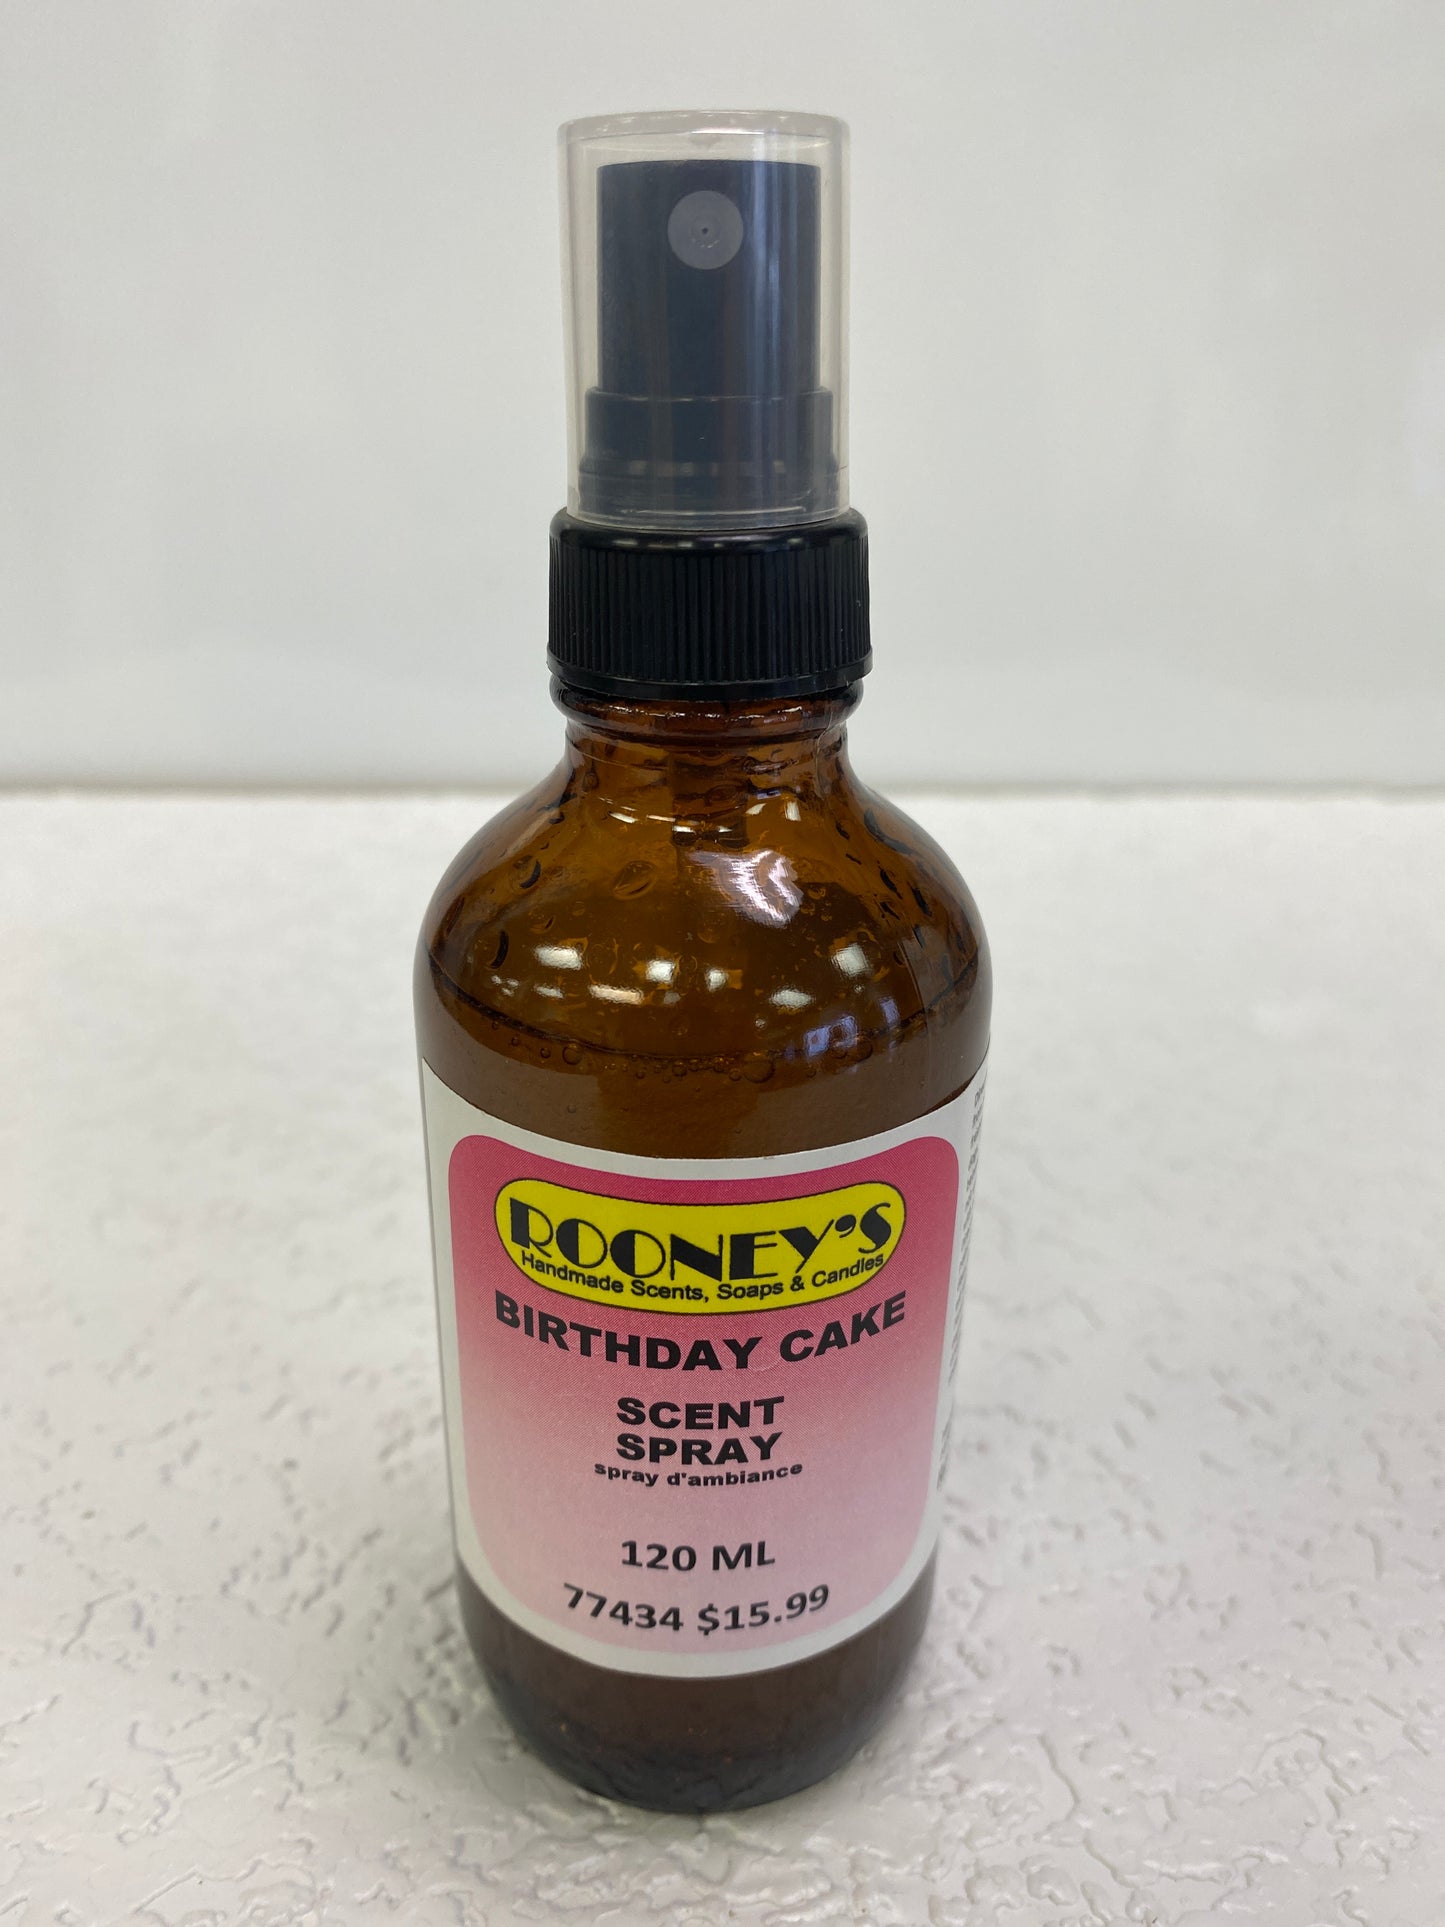 ROONEY'S
Handmade Scents, Soaps & Candles
BIRTHDAY CAKE
SCENT
SPRAY
spray d'ambiance
120 ML
77434 $15.99